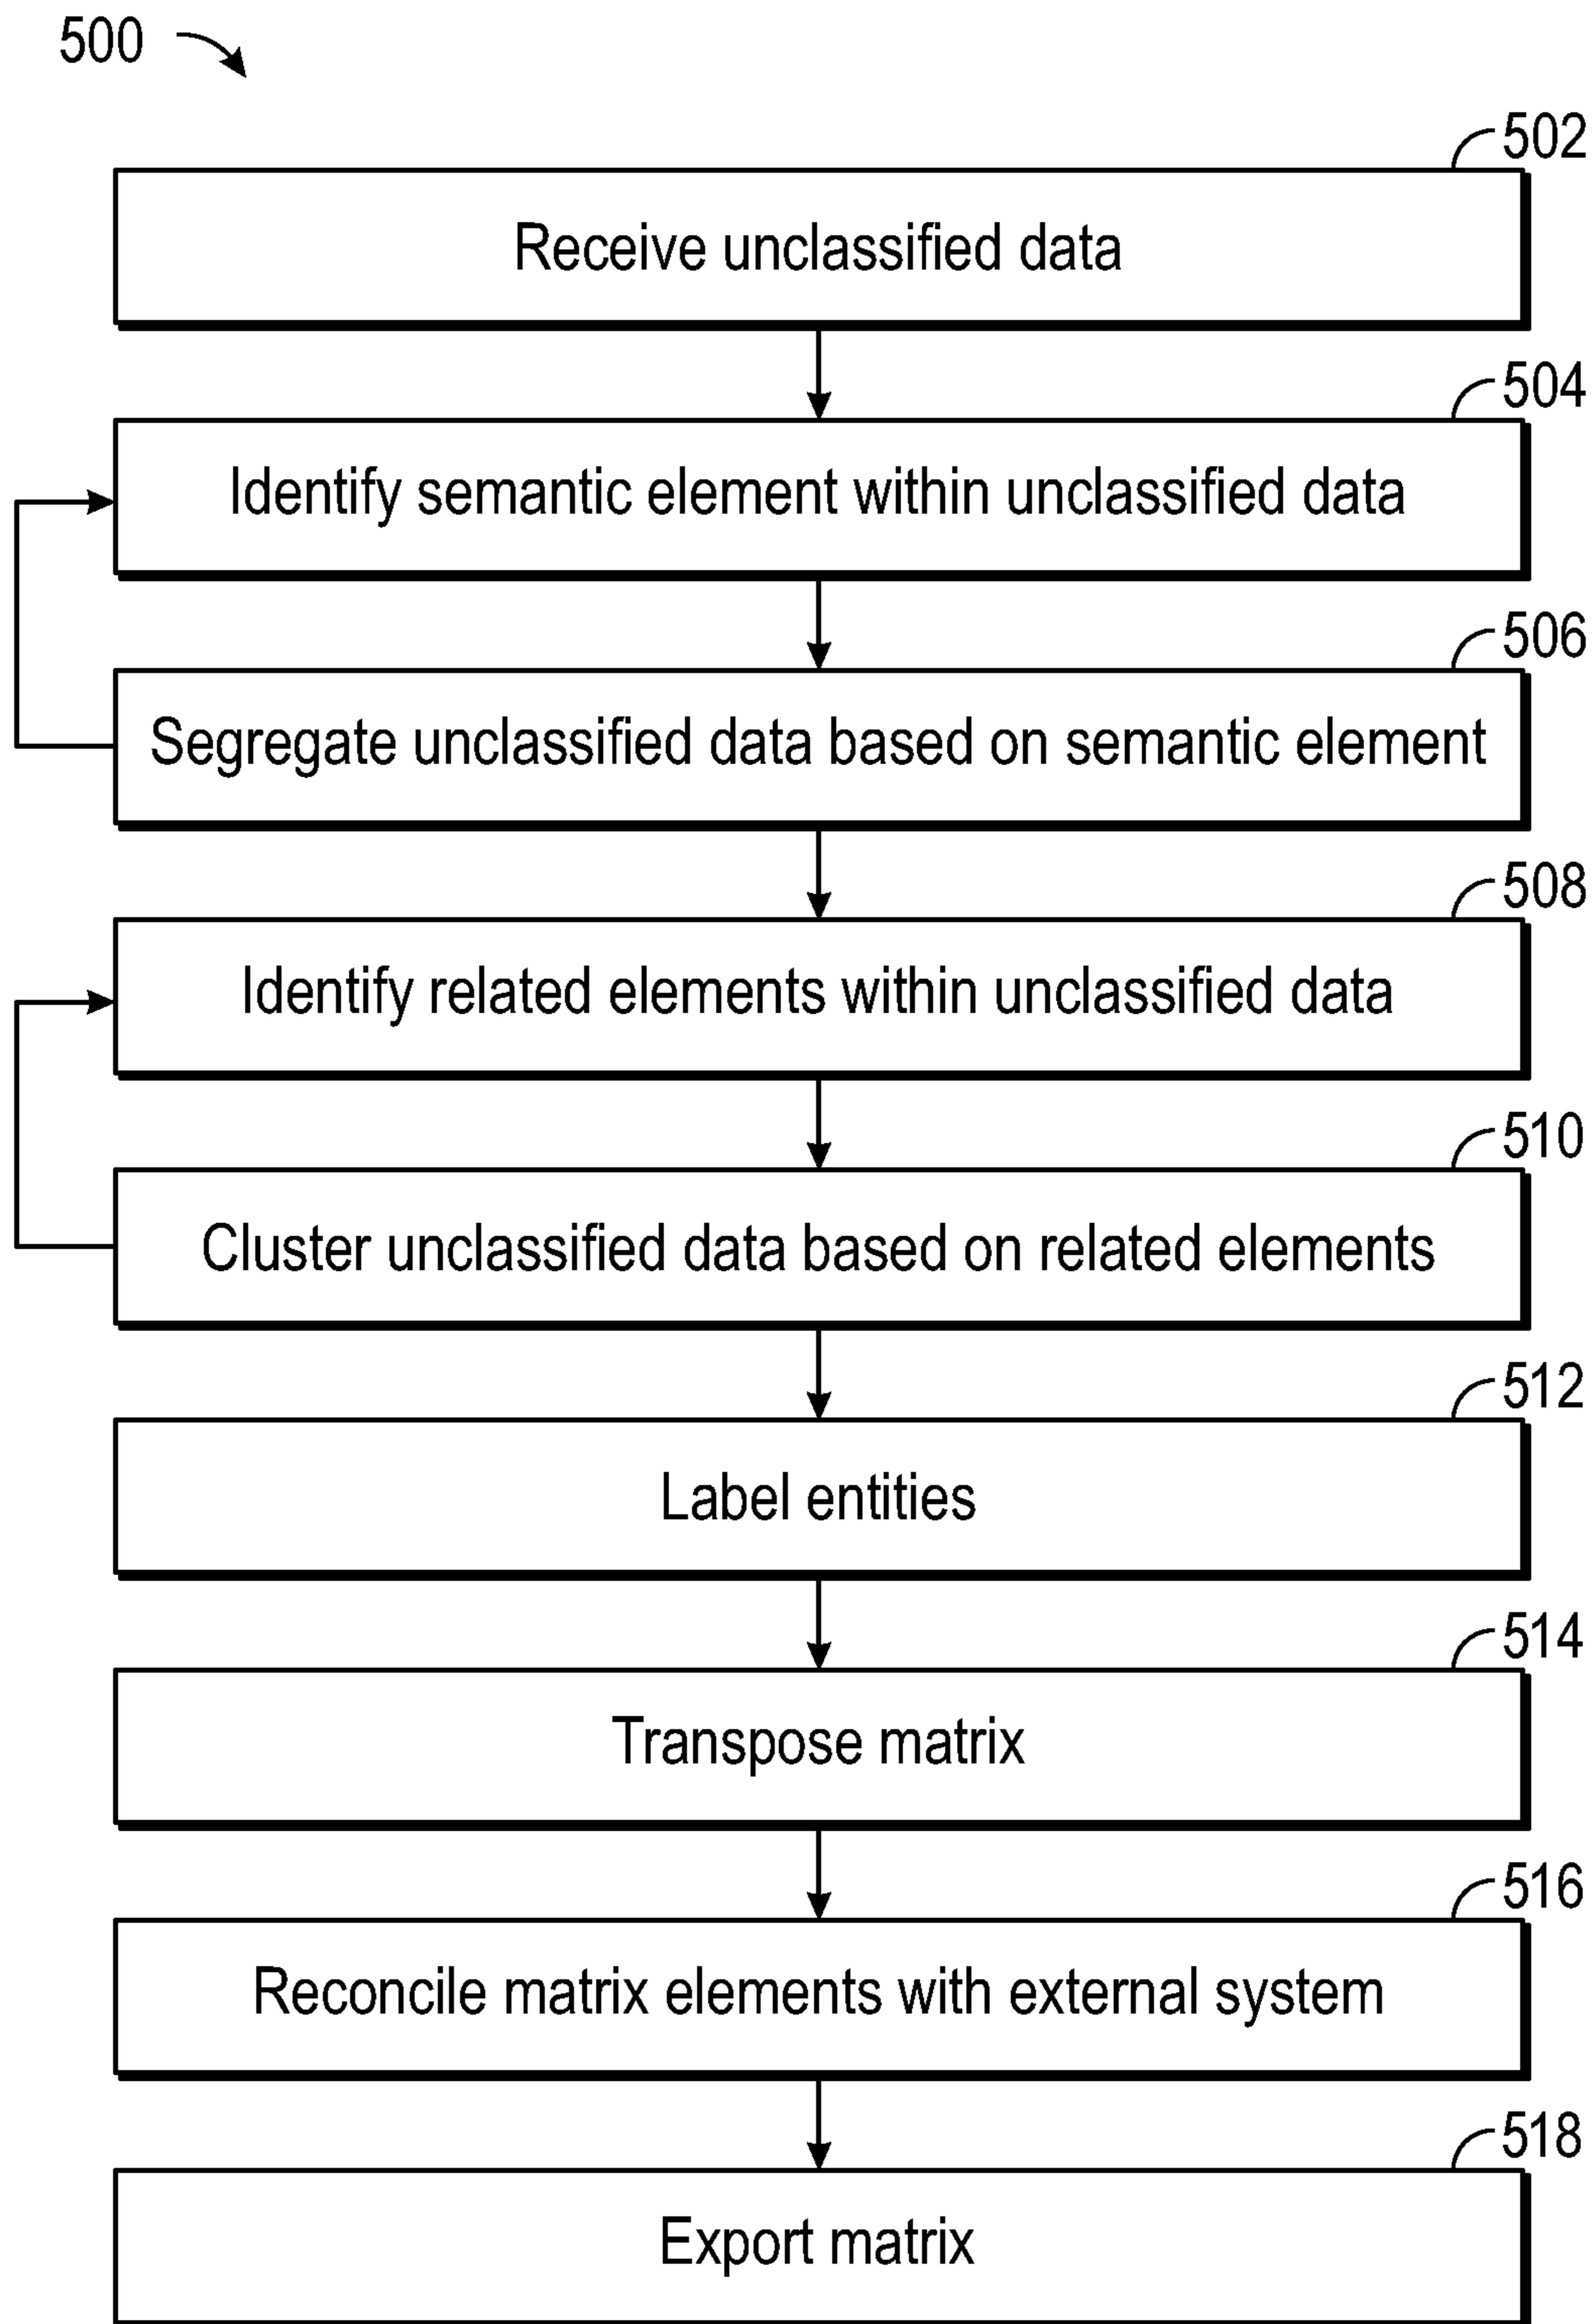 500
502
Receive unclassified data
504
Identify semantic element within unclassified data
506
Segregate unclassified data based on semantic element
508
Identify related elements within unclassified data
510
Cluster unclassified data based on related elements
512
Label entities
514
Transpose matrix
516
Reconcile matrix elements with external system
518
Export matrix